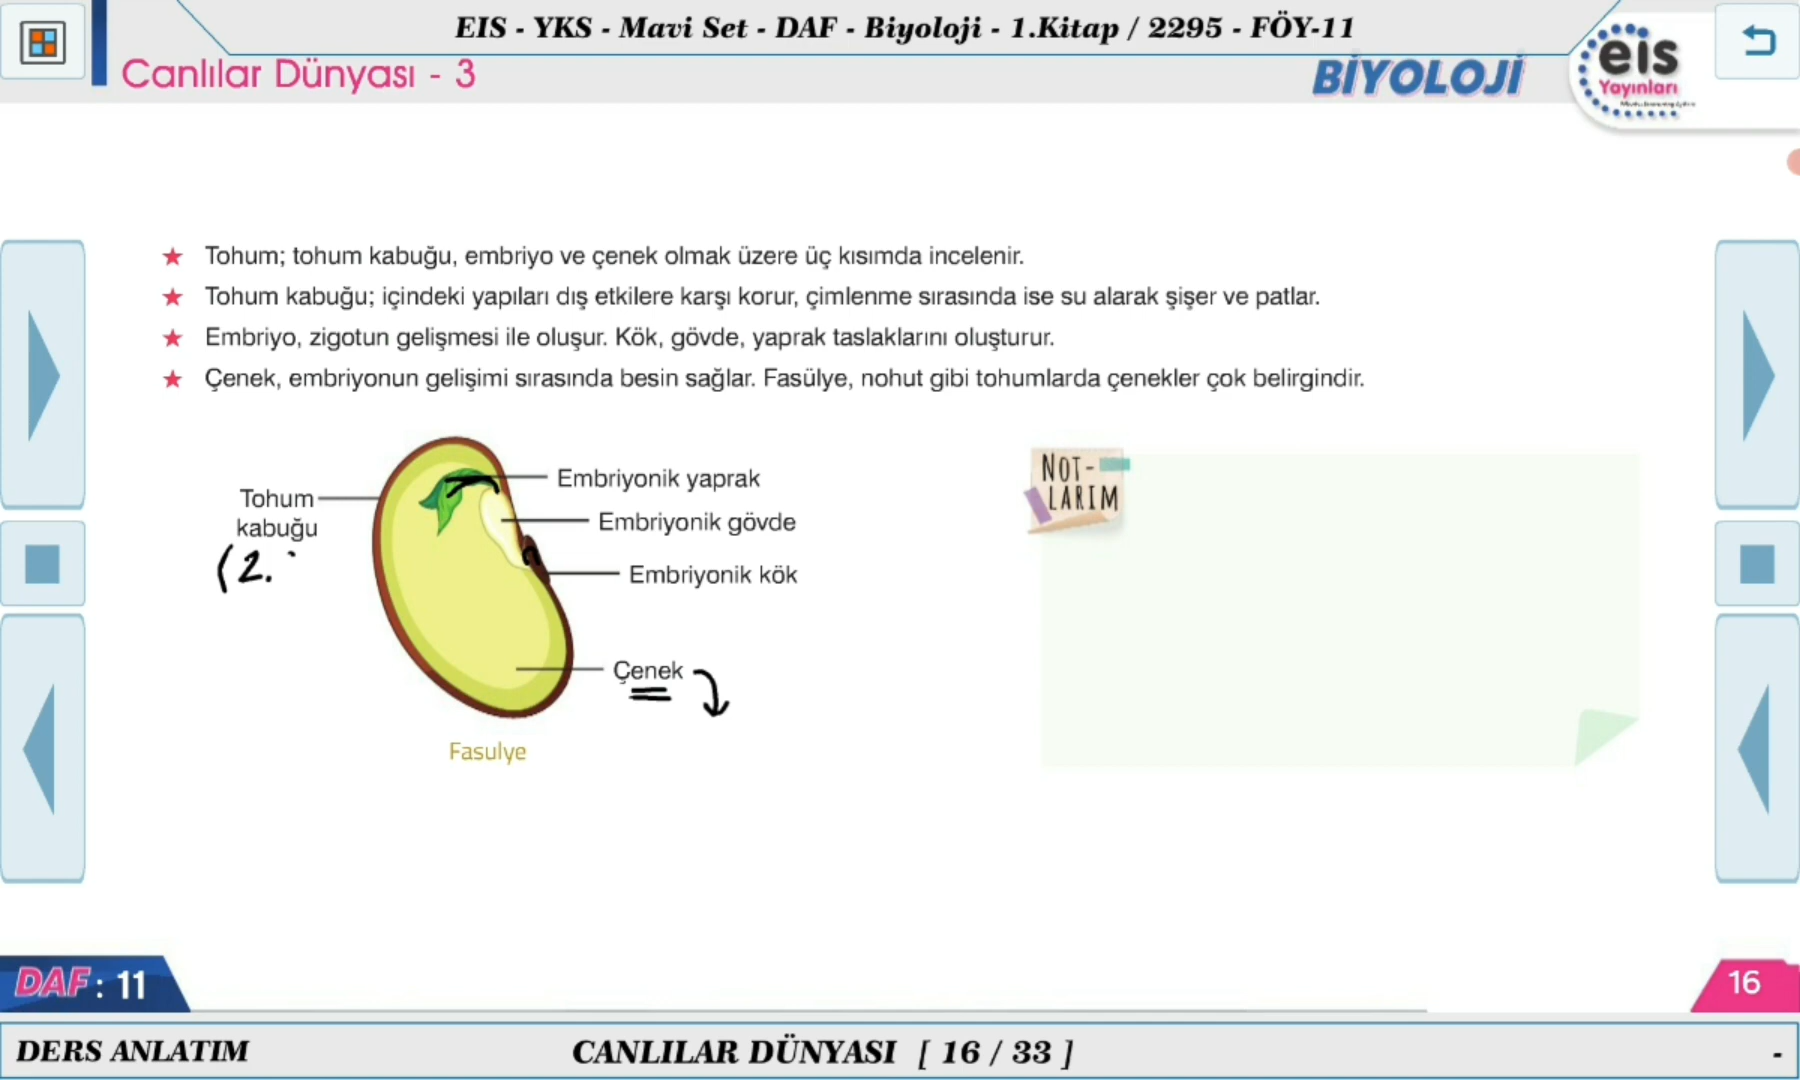 EIS - YKS - Mavi Set - DAF - Biyoloji - 1.Kitap / 2295 - FÖY-11
Canlılar Dünyası - 3
BİYOLOJİ
eis
Yayınları
★ Tohum; tohum kabuğu, embriyo ve çenek olmak üzere üç kısımda incelenir.
★ Tohum kabuğu; içindeki yapıları dış etkilere karşı korur, çimlenme sırasında ise su alarak şişer ve patlar.
★ Embriyo, zigotun gelişmesi ile oluşur. Kök, gövde, yaprak taslaklarını oluşturur.
★ Çenek, embriyonun gelişimi sırasında besin sağlar. Fasülye, nohut gibi tohumlarda çenekler çok belirgindir.
Tohum
kabuğu
(2.
Embriyonik yaprak
Embriyonik gövde
Embriyonik kök
Çenek
Fasulye
NOT-
LARIM
DAF : 11
16
DERS ANLATIM
CANLILAR DÜNYASI [ 16 / 33 ]
-